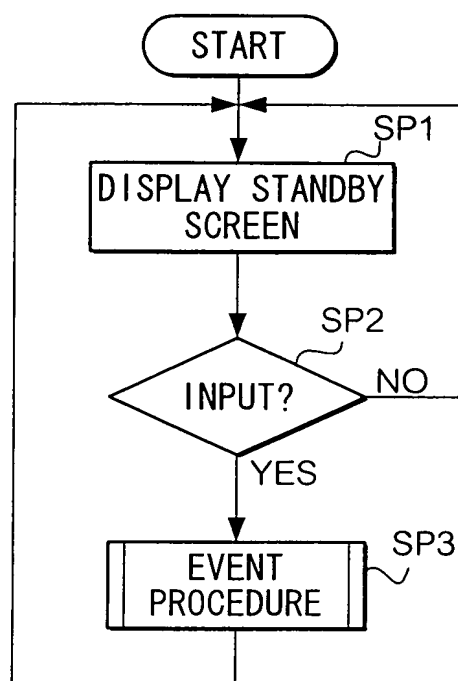 START
SP1
DISPLAY STANDBY
SCREEN
SP2
INPUT?
NO
YES
SP3
EVENT
PROCEDURE